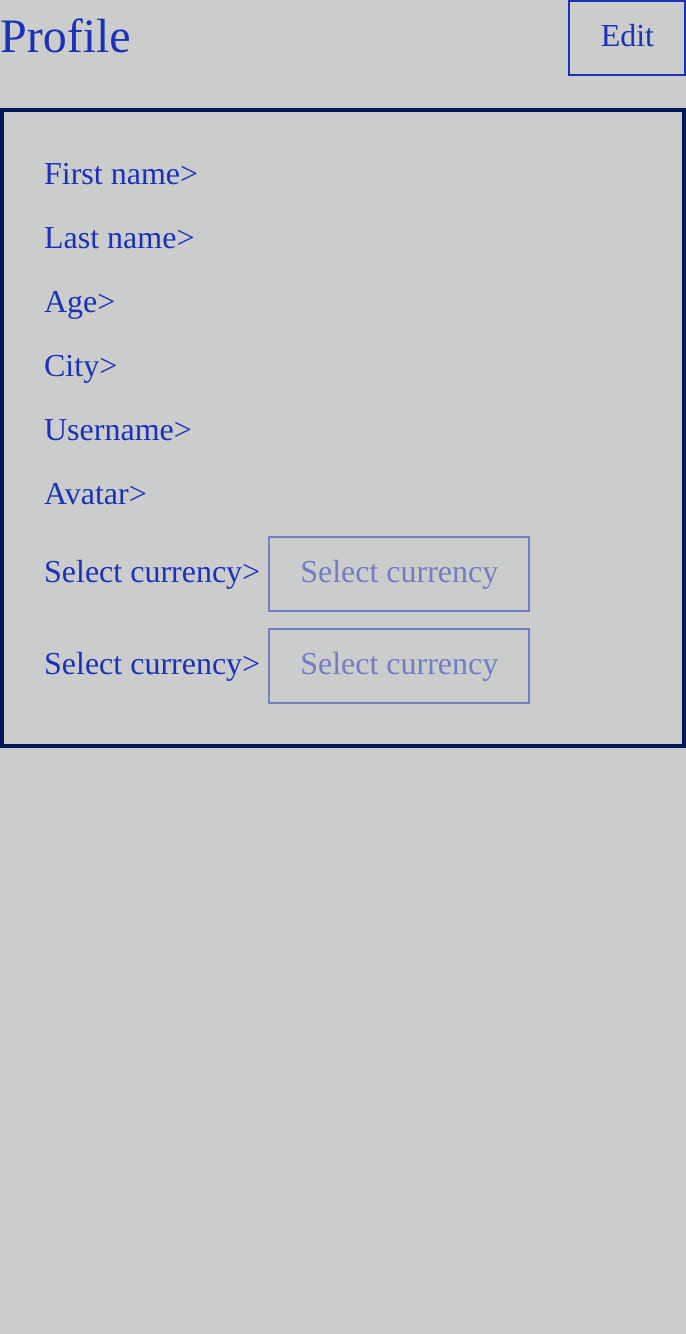 Profile
Edit
First name>
Last name>
Age>
City>
Username>
Avatar>
Select currency> Select currency
Select currency> Select currency